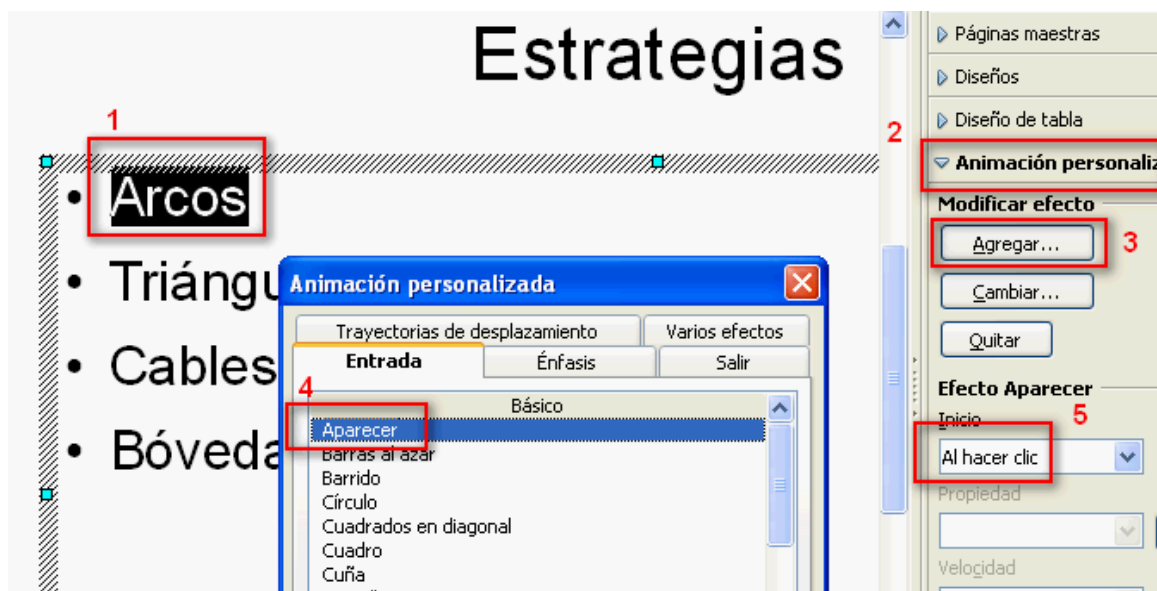 Estrategias
1
• Arcos
• Triángu
• Cables
• Bóveda
Animación personalizada
Trayectorias de desplazamiento
Varios efectos
Entrada
Énfasis
Salir
4
Básico
Aparecer
Barras al azar
Barrido
Círculo
Cuadrados en diagonal
Cuadro
Cuña
Páginas maestras
Diseños
Diseño de tabla
2
Animación personaliz
Modificar efecto
Agregar...
3
Cambiar...
Quitar
Efecto Aparecer
Inicio
5
Al hacer clic
Propiedad
Velocidad